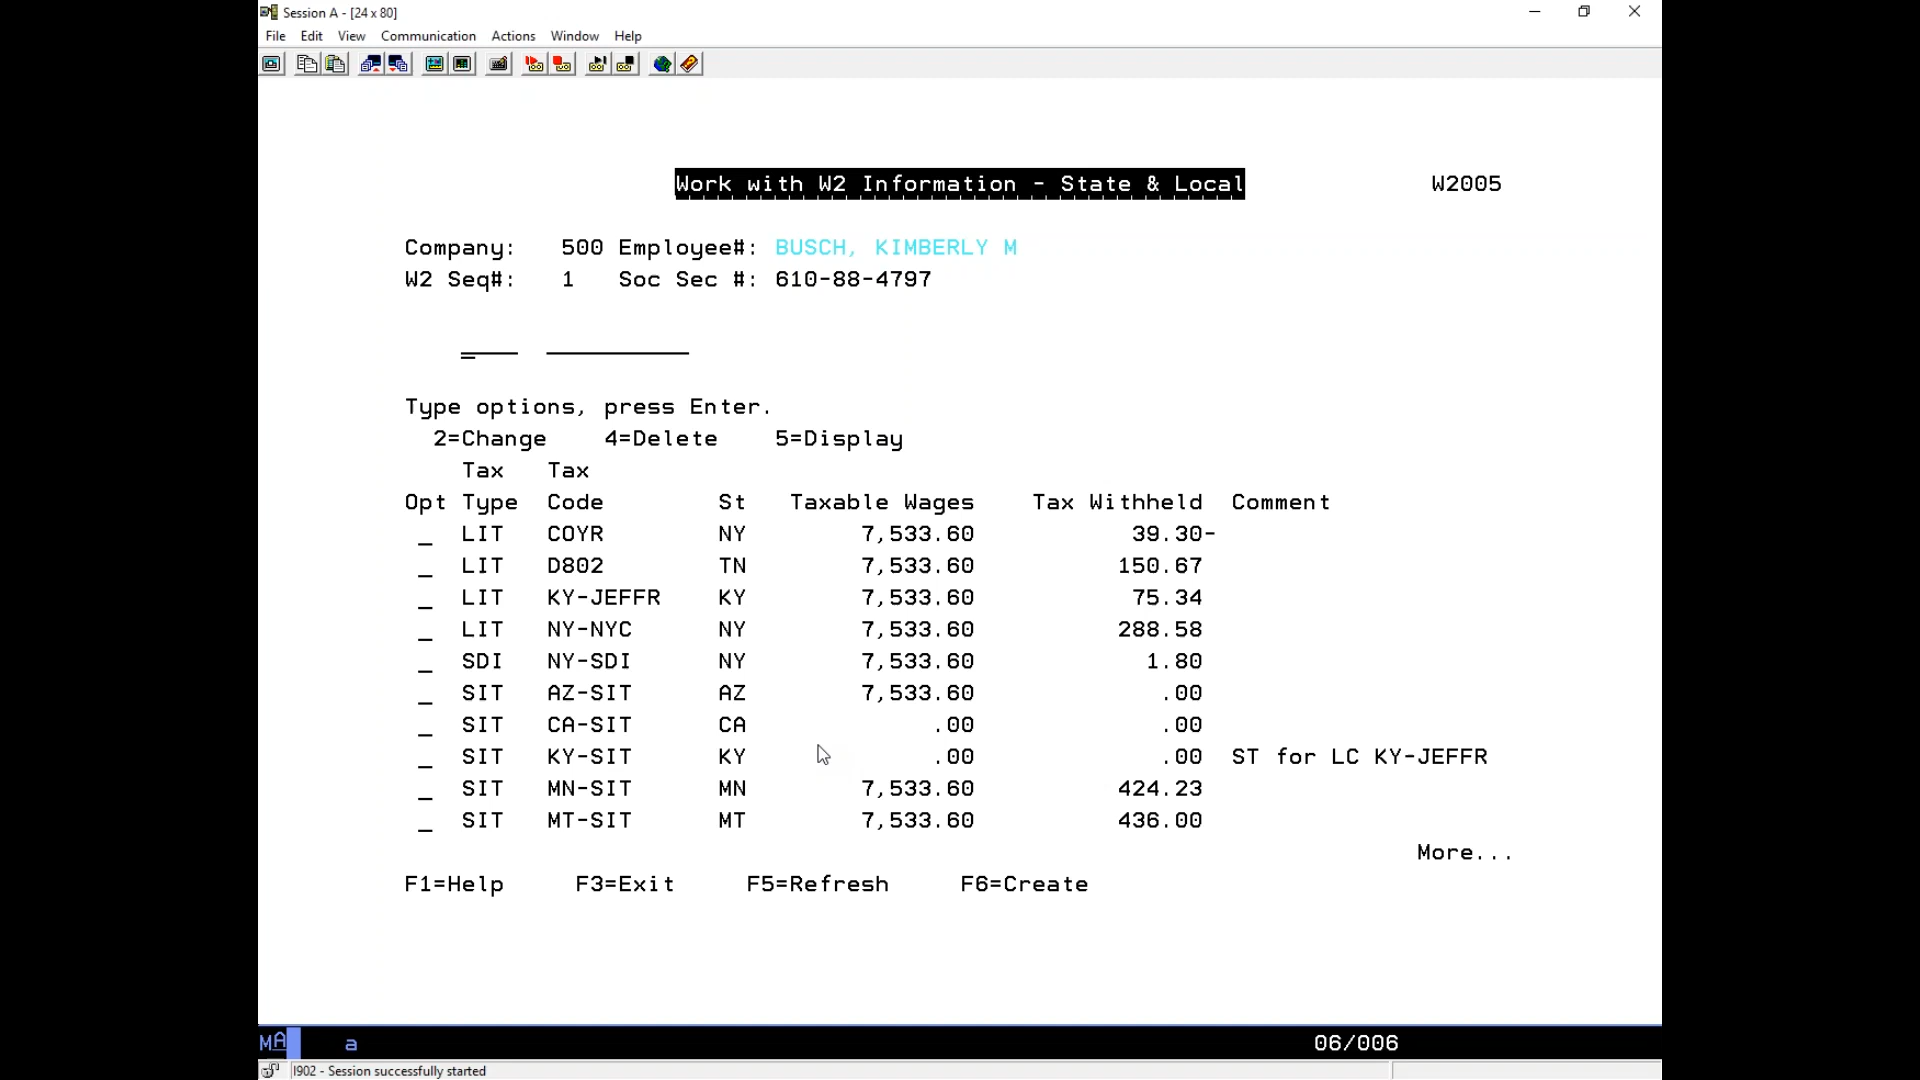 Session A - [24 x 80]
File Edit View Communication Actions Window Help
Work with W2 Information - State & Local W2005
Company: 500 Employee#: BUSCH, KIMBERLY M
W2 Seq#: 1 Soc Sec #: 610-88-4797
Type options, press Enter.
2=Change 4=Delete 5=Display
Tax Tax
Opt Type Code St Taxable Wages Tax Withheld Comment
_ LIT COYR NY 7,533.60 39.30-
_ LIT D802 TN 7,533.60 150.67
_ LIT KY-JEFFR KY 7,533.60 75.34
_ LIT NY-NYC NY 7,533.60 288.58
_ SDI NY-SDI NY 7,533.60 1.80
_ SIT AZ-SIT AZ 7,533.60 .00
_ SIT CA-SIT CA .00 .00
_ SIT KY-SIT KY .00 .00 ST for LC KY-JEFFR
_ SIT MN-SIT MN 7,533.60 424.23
_ SIT MT-SIT MT 7,533.60 436.00
More...
F1=Help F3=Exit F5=Refresh F6=Create
MA a 06/006
I902 - Session successfully started